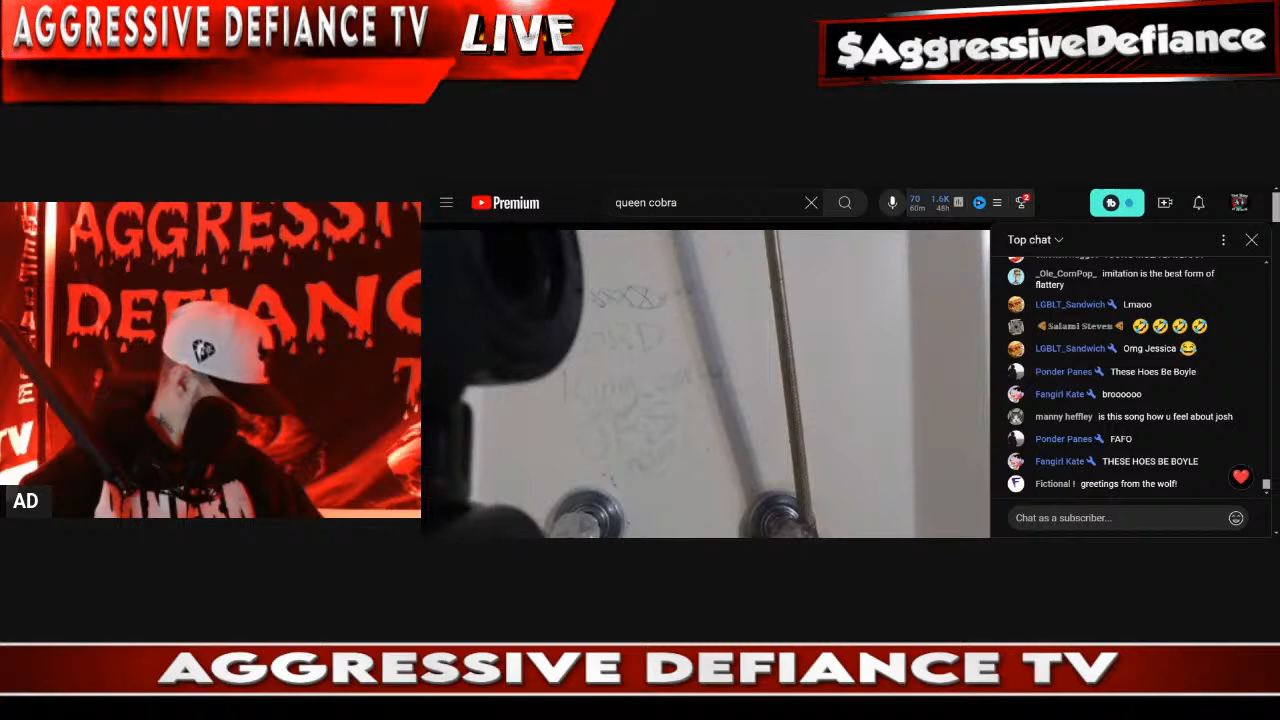 AGGRESSIVE DEFIANCE TV
LIVE
$AggressiveDefiance
AGGRESSI
DEFIANC
T
E
TV
AD
Premium
queen cobra
70
60m
1.6K
48h
2
Top chat
_Ole_CornPop_ imitation is the best form of
flattery
LGBLT_Sandwich Lmaoo
Salami Steven 🤣 🤣 🤣 🤣
LGBLT_Sandwich Omg Jessica 😂
Ponder Panes These Hoes Be Boyle
Fangirl Kate broooooo
manny heffley is this song how u feel about josh
Ponder Panes FAFO
Fangirl Kate THESE HOES BE BOYLE
Fictional ! greetings from the wolf!
Chat as a subscriber...
AGGRESSIVE DEFIANCE TV